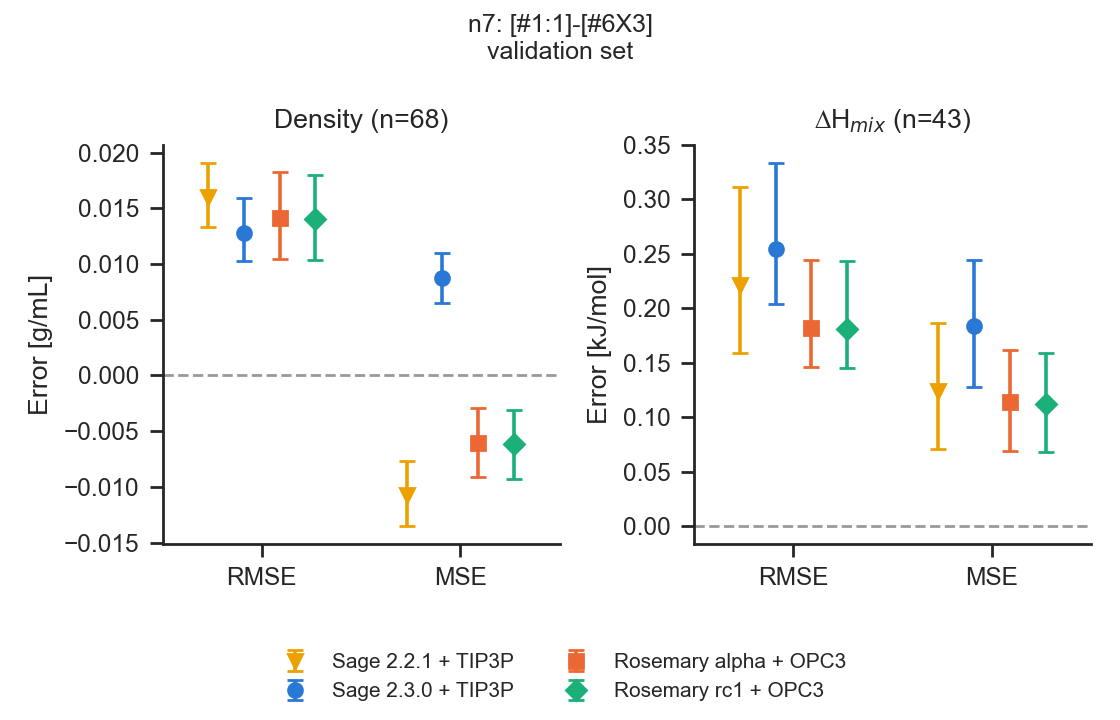 n7: [#1:1]-[#6X3]
validation set
Density (n=68)
ΔHmix (n=43)
Error [g/mL]
0.020
0.015
0.010
0.005
0.000
−0.005
−0.010
−0.015
RMSE
MSE
Error [kJ/mol]
0.35
0.30
0.25
0.20
0.15
0.10
0.05
0.00
RMSE
MSE
Sage 2.2.1 + TIP3P
Sage 2.3.0 + TIP3P
Rosemary alpha + OPC3
Rosemary rc1 + OPC3